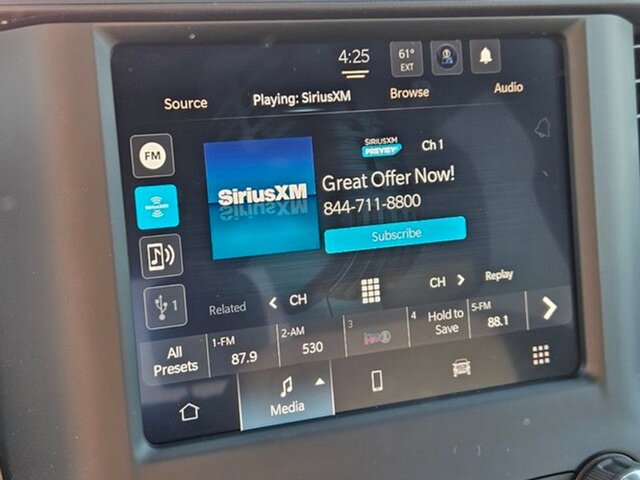 4:25
61°
EXT
Source
Playing: SiriusXM
Browse
Audio
FM
SIRIUSXM
PREVIEW
Ch 1
SiriusXM
Great Offer Now!
844-711-8800
Subscribe
1
Related
CH
CH
Replay
All
Presets
1-FM
87.9
2-AM
530
3
4
Hold to
Save
5-FM
88.1
Media